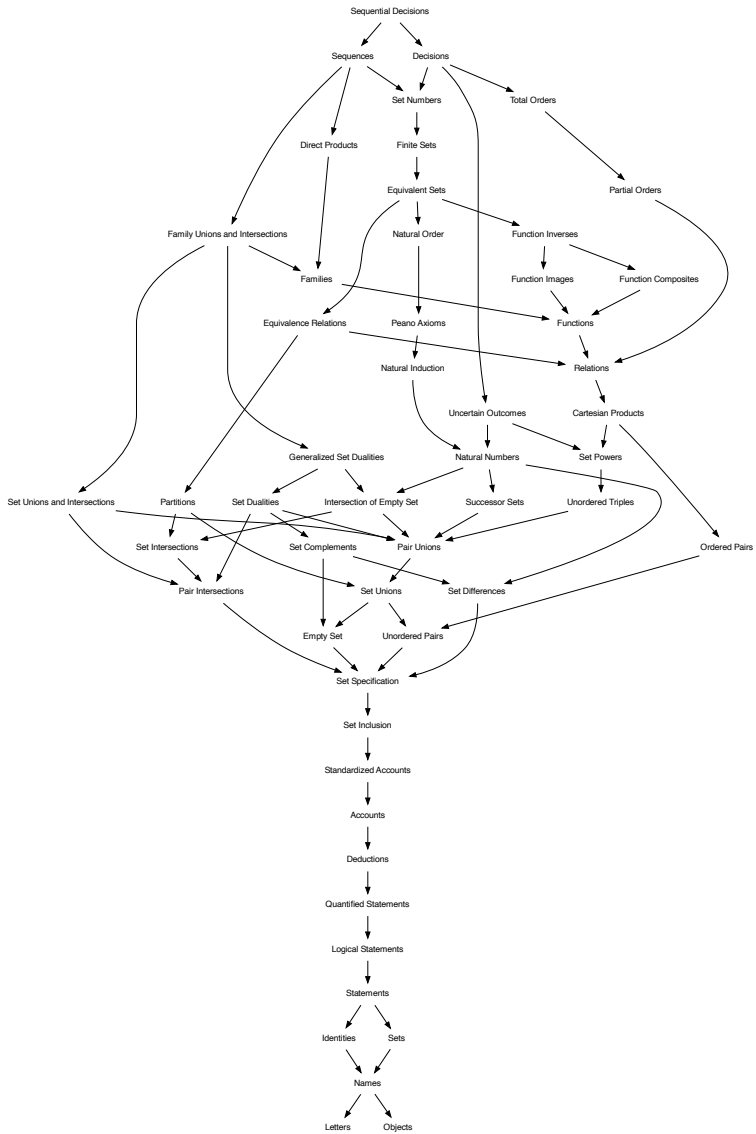 Sequential Decisions
Sequences
Decisions
Set Numbers
Total Orders
Direct Products
Finite Sets
Equivalent Sets
Partial Orders
Family Unions and Intersections
Natural Order
Function Inverses
Families
Function Images
Function Composites
Equivalence Relations
Peano Axioms
Functions
Natural Induction
Relations
Uncertain Outcomes
Cartesian Products
Generalized Set Dualities
Natural Numbers
Set Powers
Set Unions and Intersections
Partitions
Set Dualities
Intersection of Empty Set
Successor Sets
Unordered Triples
Set Intersections
Set Complements
Pair Unions
Ordered Pairs
Pair Intersections
Set Unions
Set Differences
Empty Set
Unordered Pairs
Set Specification
Set Inclusion
Standardized Accounts
Accounts
Deductions
Quantified Statements
Logical Statements
Statements
Identities
Sets
Names
Letters
Objects